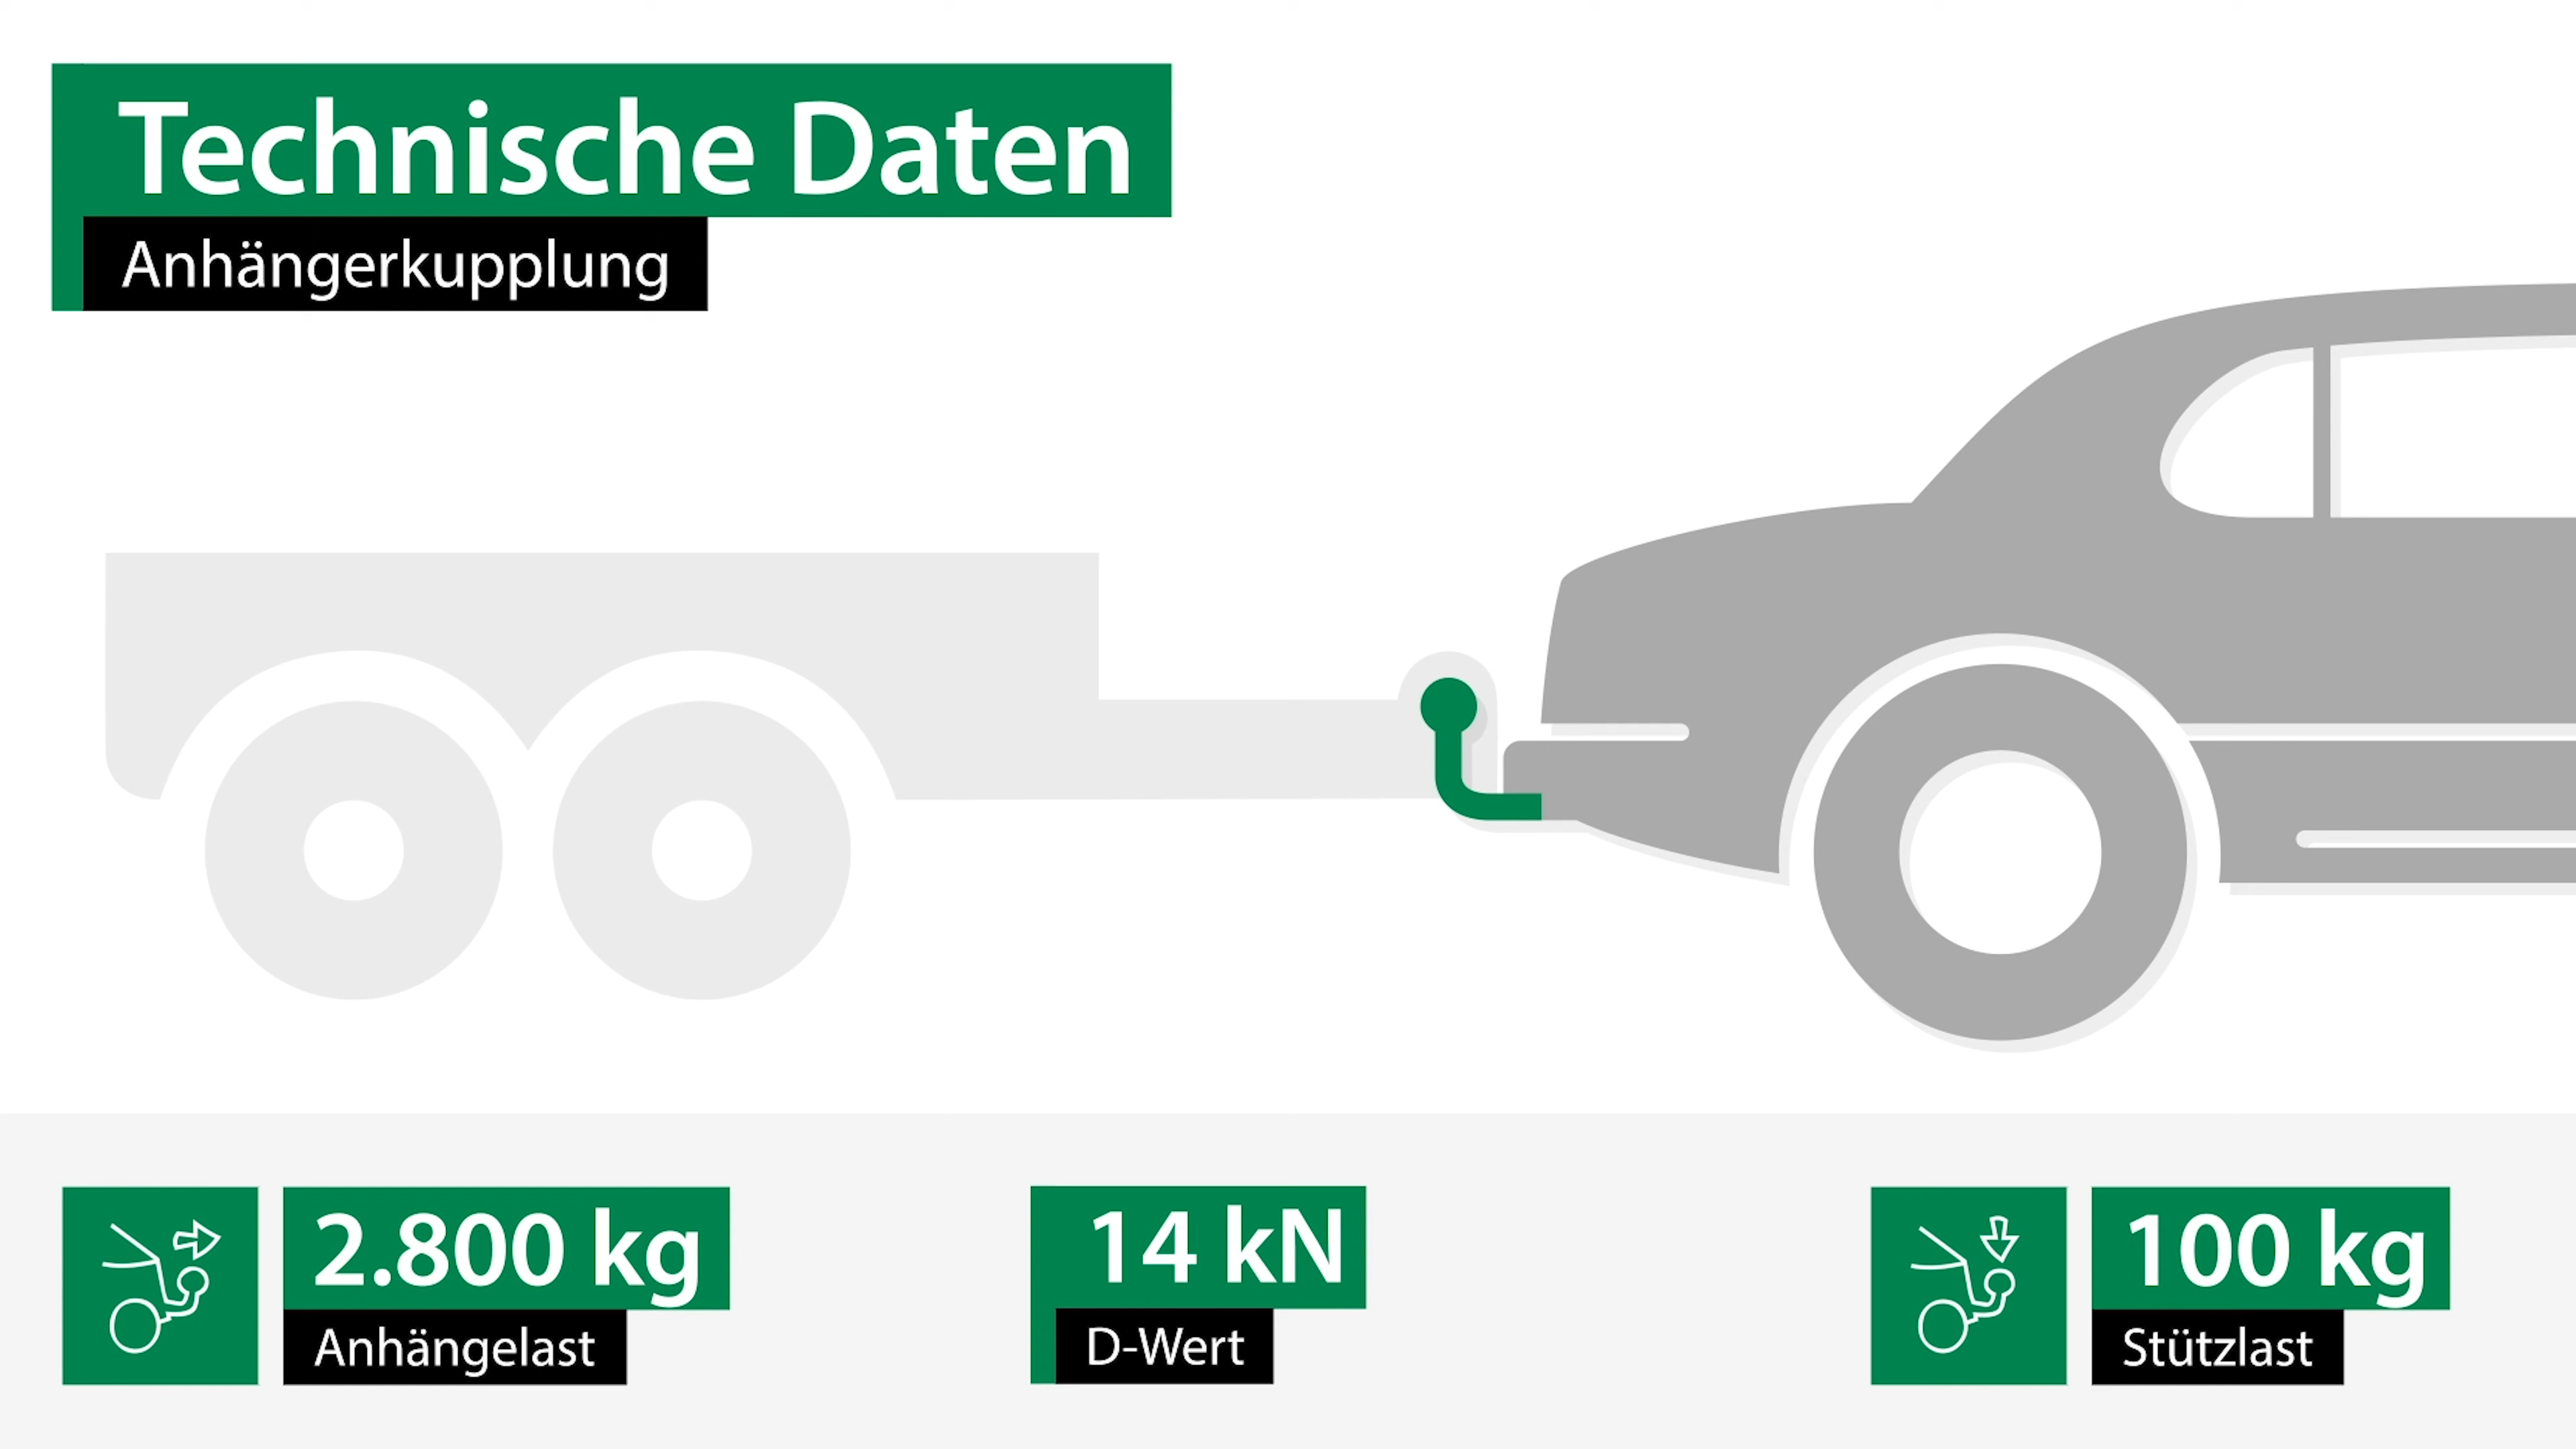 Technische Daten
Anhängerkupplung
2.800 kg
Anhängelast
14 kN
D-Wert
100 kg
Stützlast